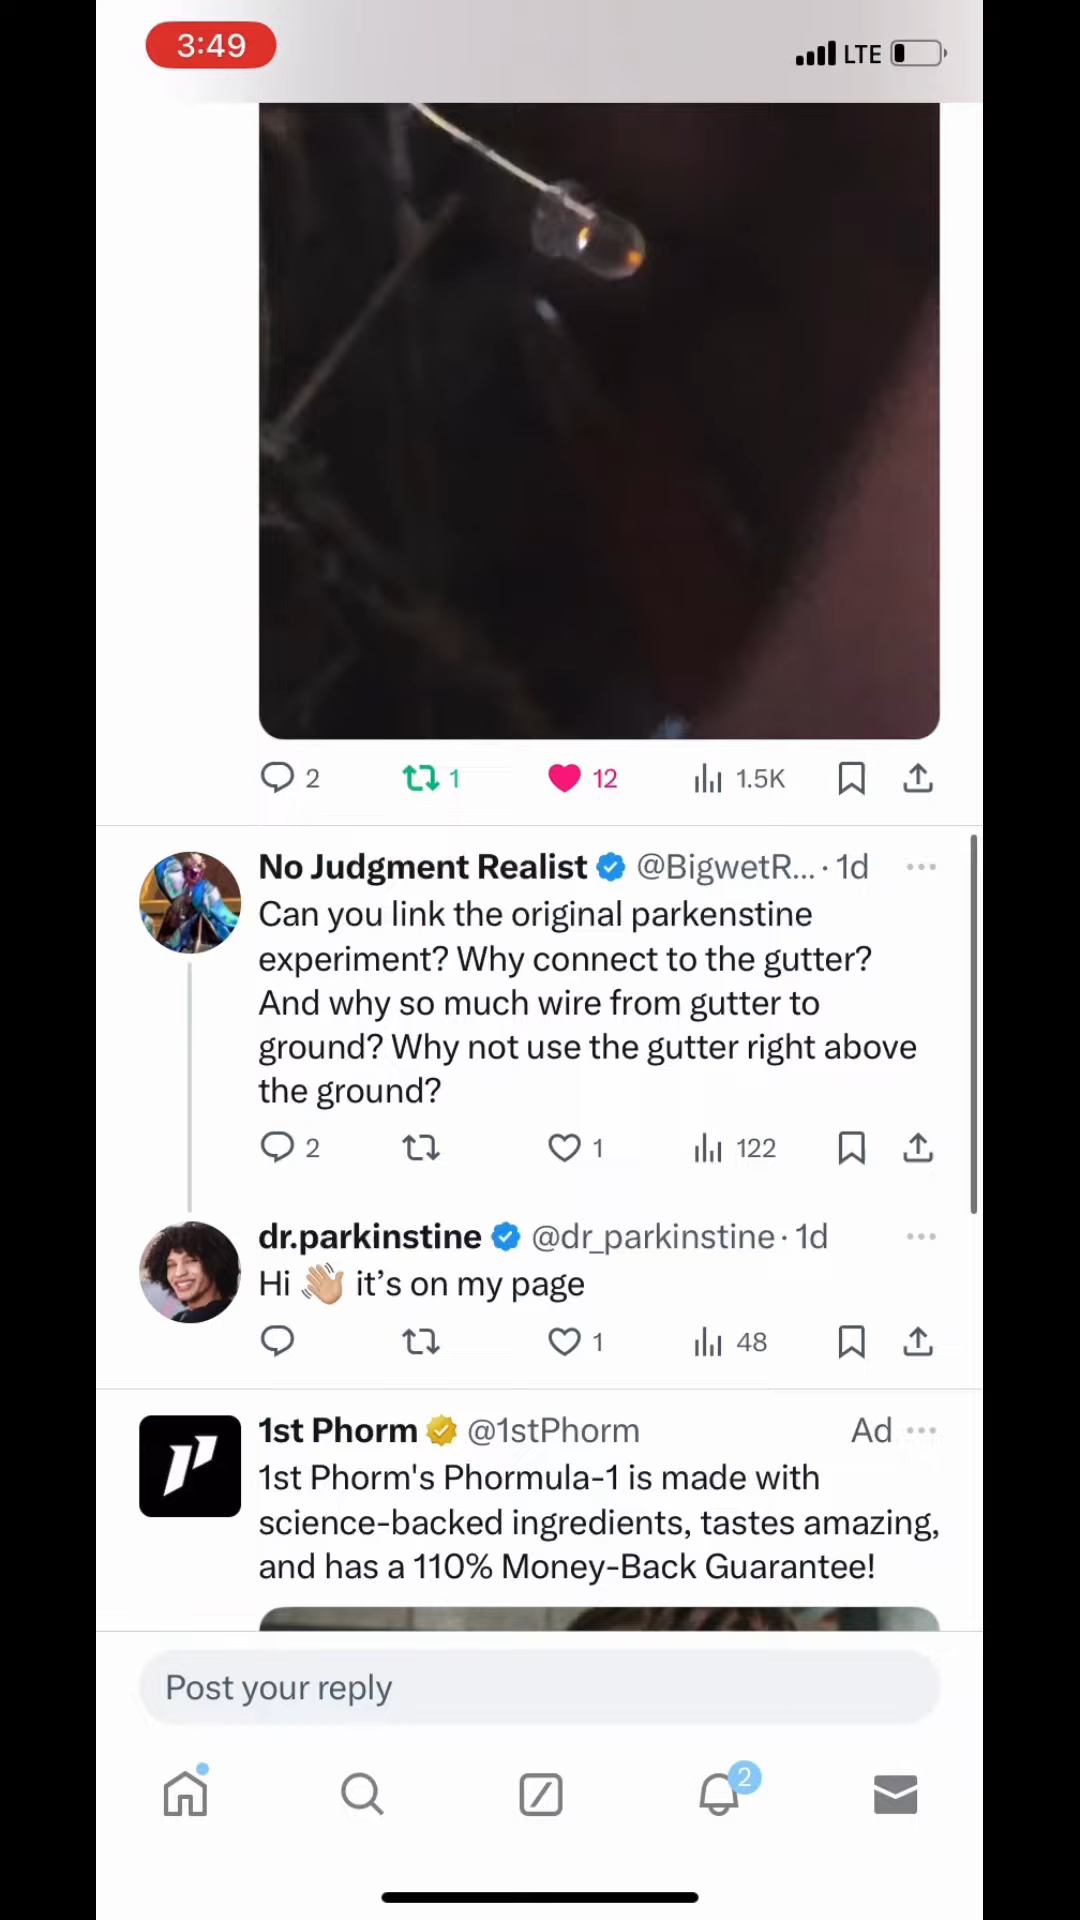 3:49
LTE
2
1
12
1.5K
No Judgment Realist @BigwetR... · 1d
Can you link the original parkenstine
experiment? Why connect to the gutter?
And why so much wire from gutter to
ground? Why not use the gutter right above
the ground?
2
1
122
dr.parkinstine @dr_parkinstine · 1d
Hi 👋🏼 it's on my page
1
48
1st Phorm @1stPhorm Ad
1st Phorm's Phormula-1 is made with
science-backed ingredients, tastes amazing,
and has a 110% Money-Back Guarantee!
Post your reply
2